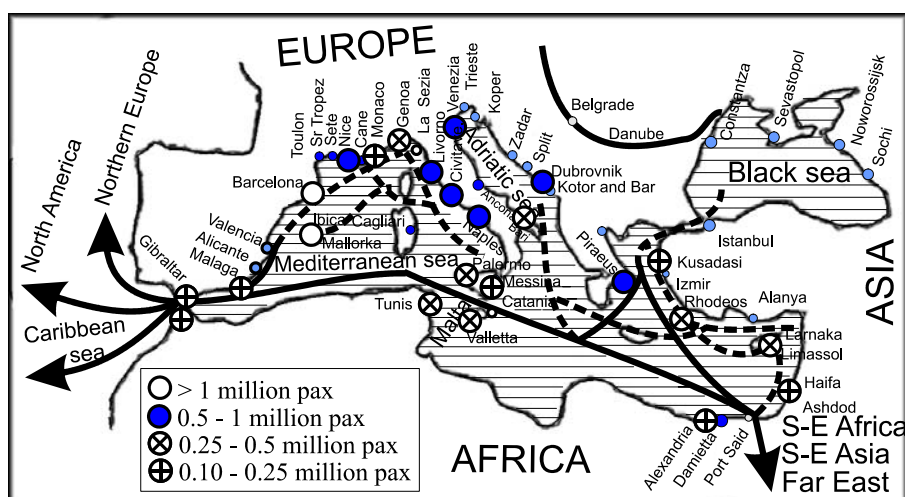 EUROPE
North America
Northern Europe
Caribbean
sea
Gibraltar
Malaga
Alicante
Valencia
Barcelona
Ibica
Mallorka
Cagliari
Toulon
Sr Tropez
Sete
Nice
Cane
Monaco
Genoa
La Sezia
Livorno
Civitave
Venezia
Trieste
Koper
Zadar
Split
Adriatic sea
Ancona
Bari
Dubrovnik
Kotor and Bar
Naples
Mediterranean sea
Palermo
Messina
Catania
Tunis
Malta
Valletta
Belgrade
Danube
Constantza
Sevastopol
Noworossijsk
Sochi
Black sea
Istanbul
Piraeus
Kusadasi
Izmir
Rhodeos
Alanya
Larnaka
Limassol
Haifa
Ashdod
ASIA
Alexandria
Damietta
Port Said
AFRICA
S-E Africa
S-E Asia
Far East
> 1 million pax
0.5 - 1 million pax
0.25 - 0.5 million pax
0.10 - 0.25 million pax